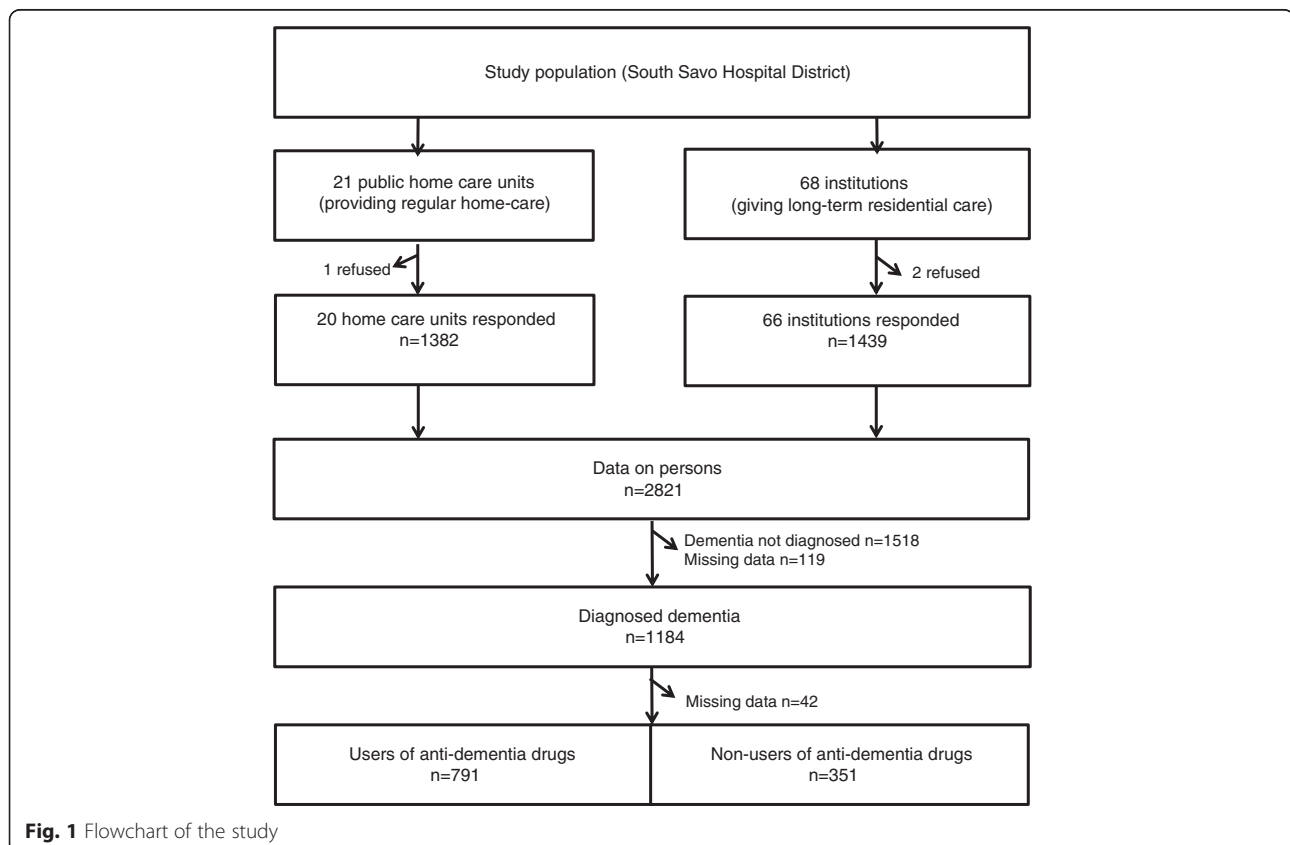 Study population (South Savo Hospital District)
21 public home care units
(providing regular home-care)
68 institutions
(giving long-term residential care)
1 refused
2 refused
20 home care units responded
n=1382
66 institutions responded
n=1439
Data on persons
n=2821
Dementia not diagnosed n=1518
Missing data n=119
Diagnosed dementia
n=1184
Missing data n=42
Users of anti-dementia drugs
n=791
Non-users of anti-dementia drugs
n=351
Fig. 1 Flowchart of the study